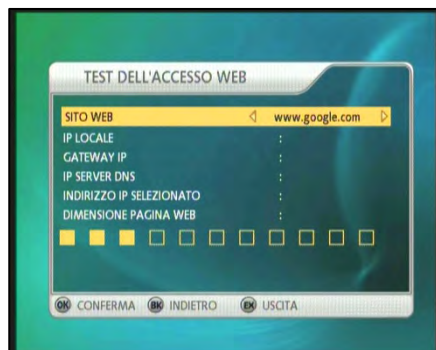 TEST DELL'ACCESSO WEB
SITO WEB www.google.com
IP LOCALE :
GATEWAY IP :
IP SERVER DNS
INDIRIZZO IP SELEZIONATO :
DIMENSIONE PAGINA WEB :
OK CONFERMA BK INDIETRO EX USCITA